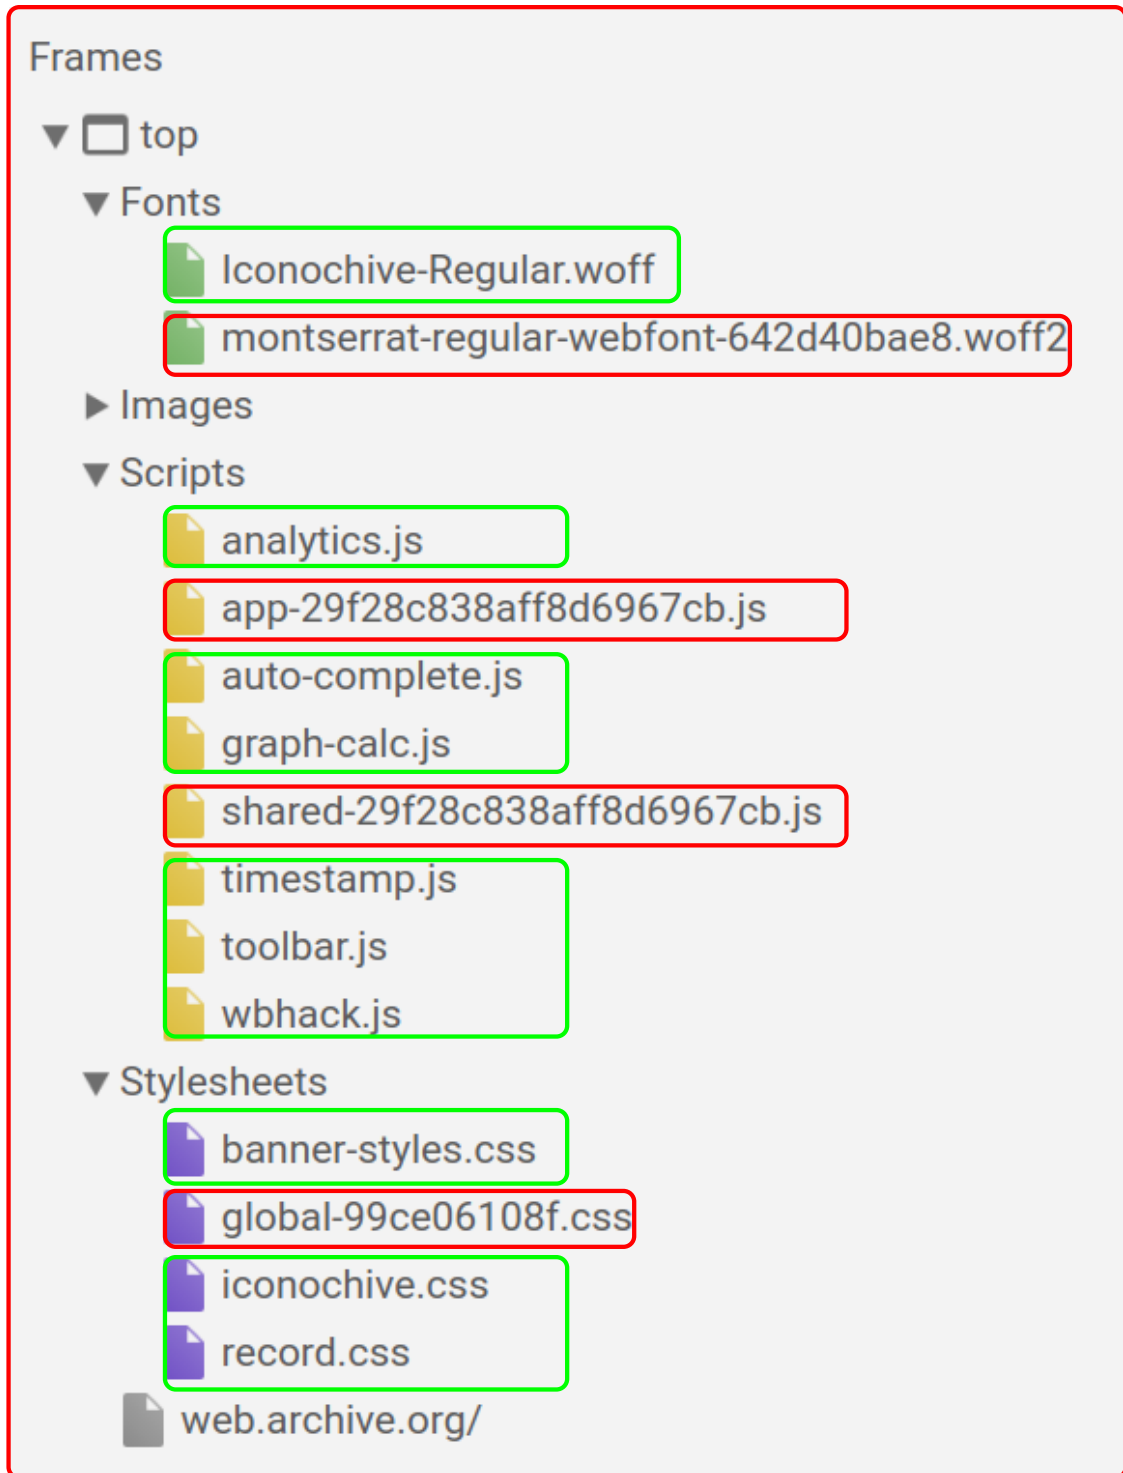 Frames
top
Fonts
Iconochive-Regular.woff
montserrat-regular-webfont-642d40bae8.woff2
Images
Scripts
analytics.js
app-29f28c838aff8d6967cb.js
auto-complete.js
graph-calc.js
shared-29f28c838aff8d6967cb.js
timestamp.js
toolbar.js
wbhack.js
Stylesheets
banner-styles.css
global-99ce06108f.css
iconochive.css
record.css
web.archive.org/